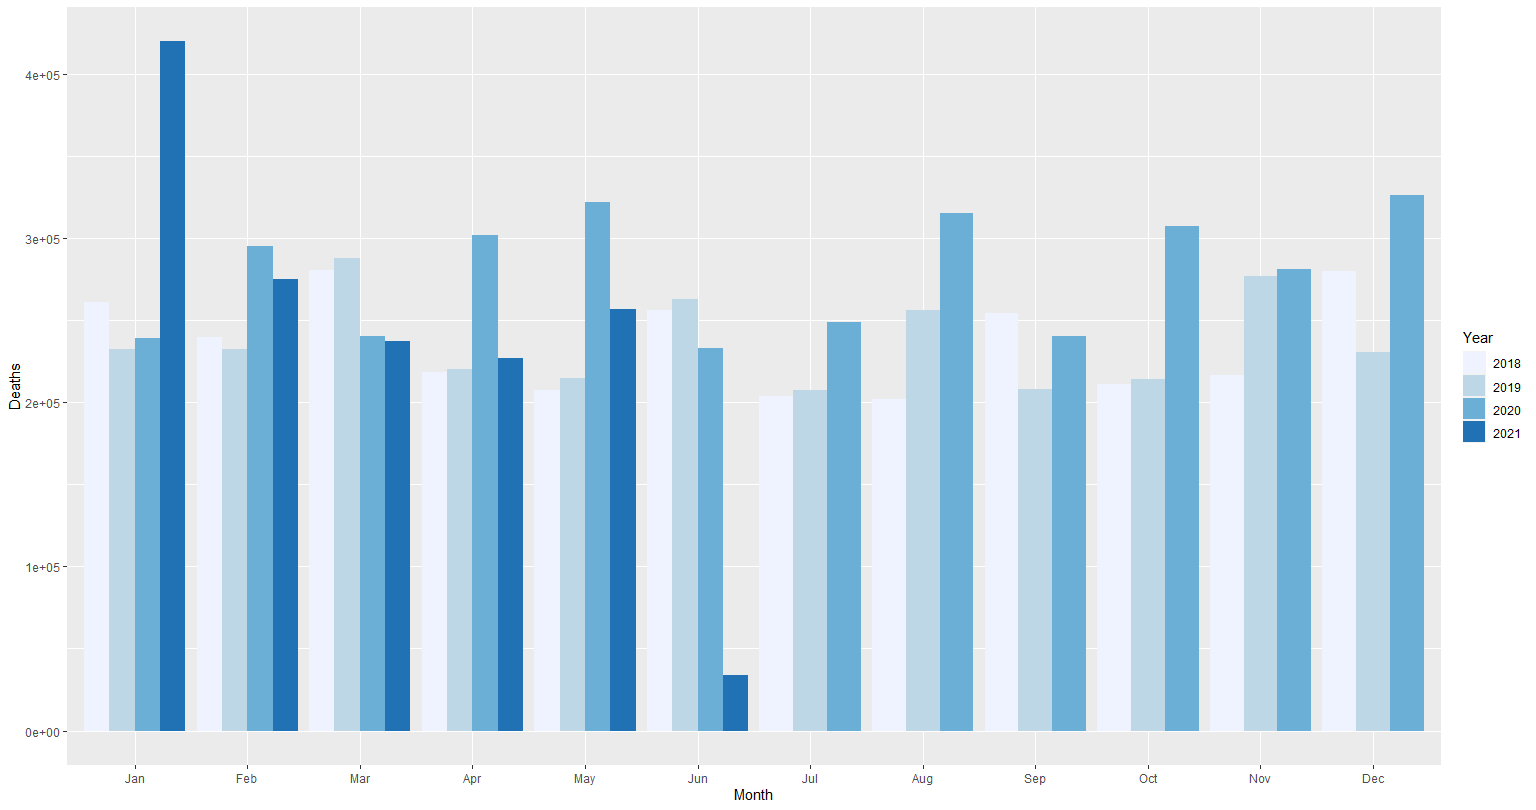 4e+05
3e+05
2e+05
1e+05
0e+00
Deaths
Jan Feb Mar Apr May Jun Jul Aug Sep Oct Nov Dec
Month
Year
2018
2019
2020
2021